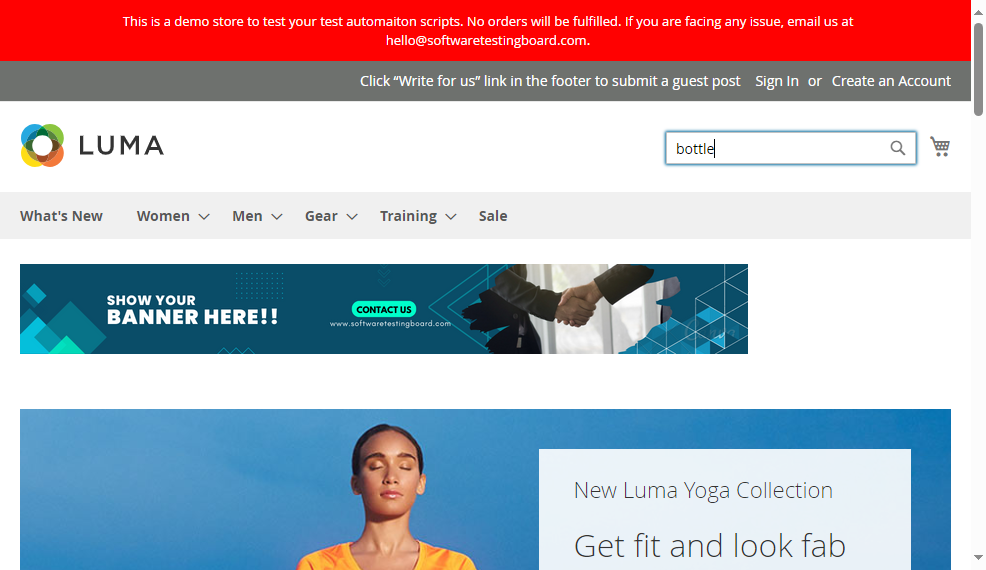 This is a demo store to test your test automaiton scripts. No orders will be fulfilled. If you are facing any issue, email us at
hello@softwaretestingboard.com.
Click “Write for us” link in the footer to submit a guest post Sign In or Create an Account
LUMA
bottle
What's New Women Men Gear Training Sale
SHOW YOUR
BANNER HERE!!
CONTACT US
www.softwaretestingboard.com
New Luma Yoga Collection
Get fit and look fab